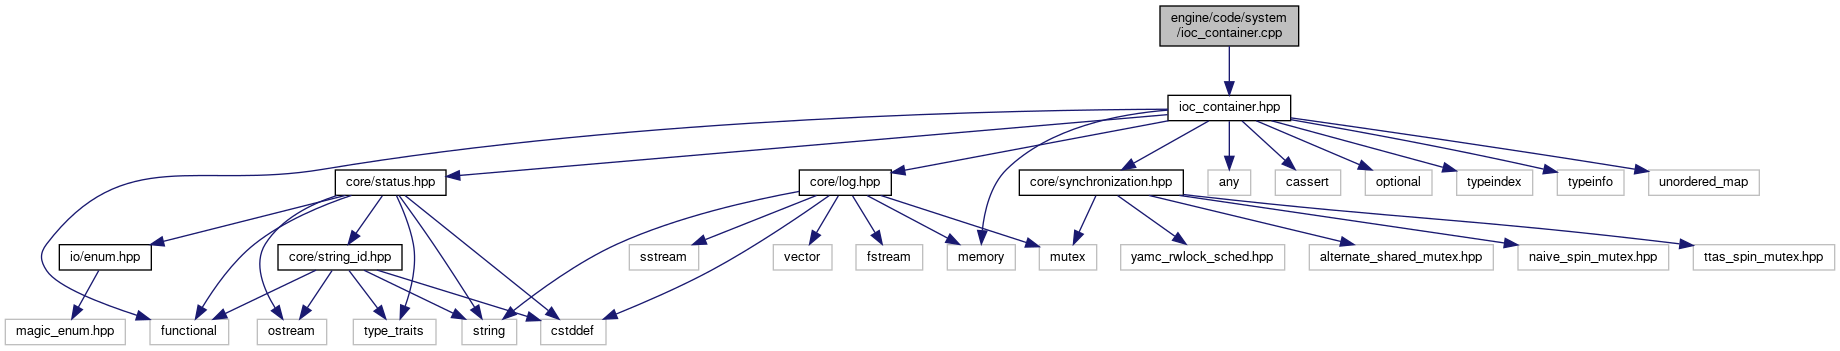 engine/code/system
/ioc_container.cpp
ioc_container.hpp
core/status.hpp
core/log.hpp
core/synchronization.hpp
any
cassert
optional
typeindex
typeinfo
unordered_map
io/enum.hpp
core/string_id.hpp
sstream
vector
fstream
memory
mutex
yamc_rwlock_sched.hpp
alternate_shared_mutex.hpp
naive_spin_mutex.hpp
ttas_spin_mutex.hpp
magic_enum.hpp
functional
ostream
type_traits
string
cstddef